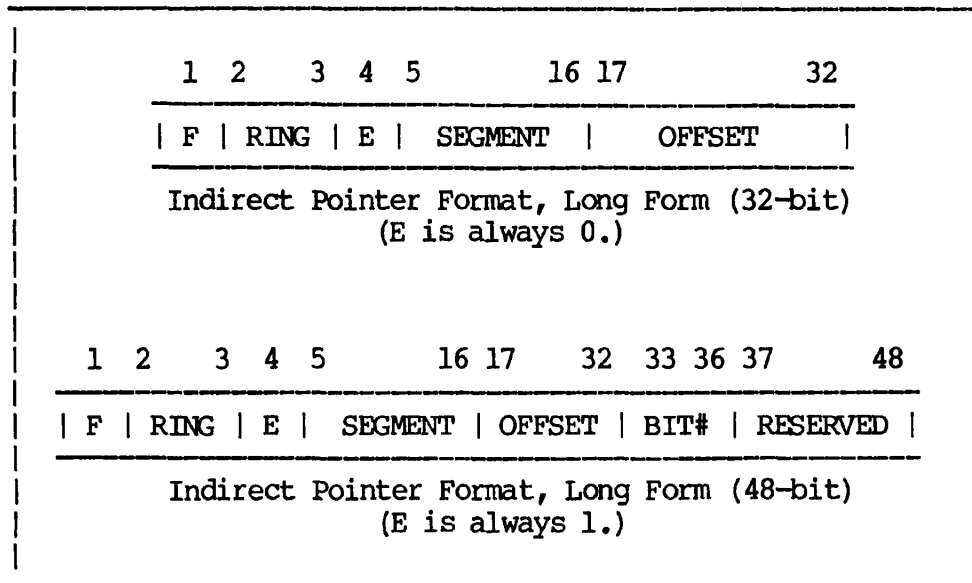 1 2 3 4 5 16 17 32
| F | RING | E | SEGMENT | OFFSET |
Indirect Pointer Format, Long Form (32-bit)
(E is always 0.)
1 2 3 4 5 16 17 32 33 36 37 48
| F | RING | E | SEGMENT | OFFSET | BIT# | RESERVED |
Indirect Pointer Format, Long Form (48-bit)
(E is always 1.)